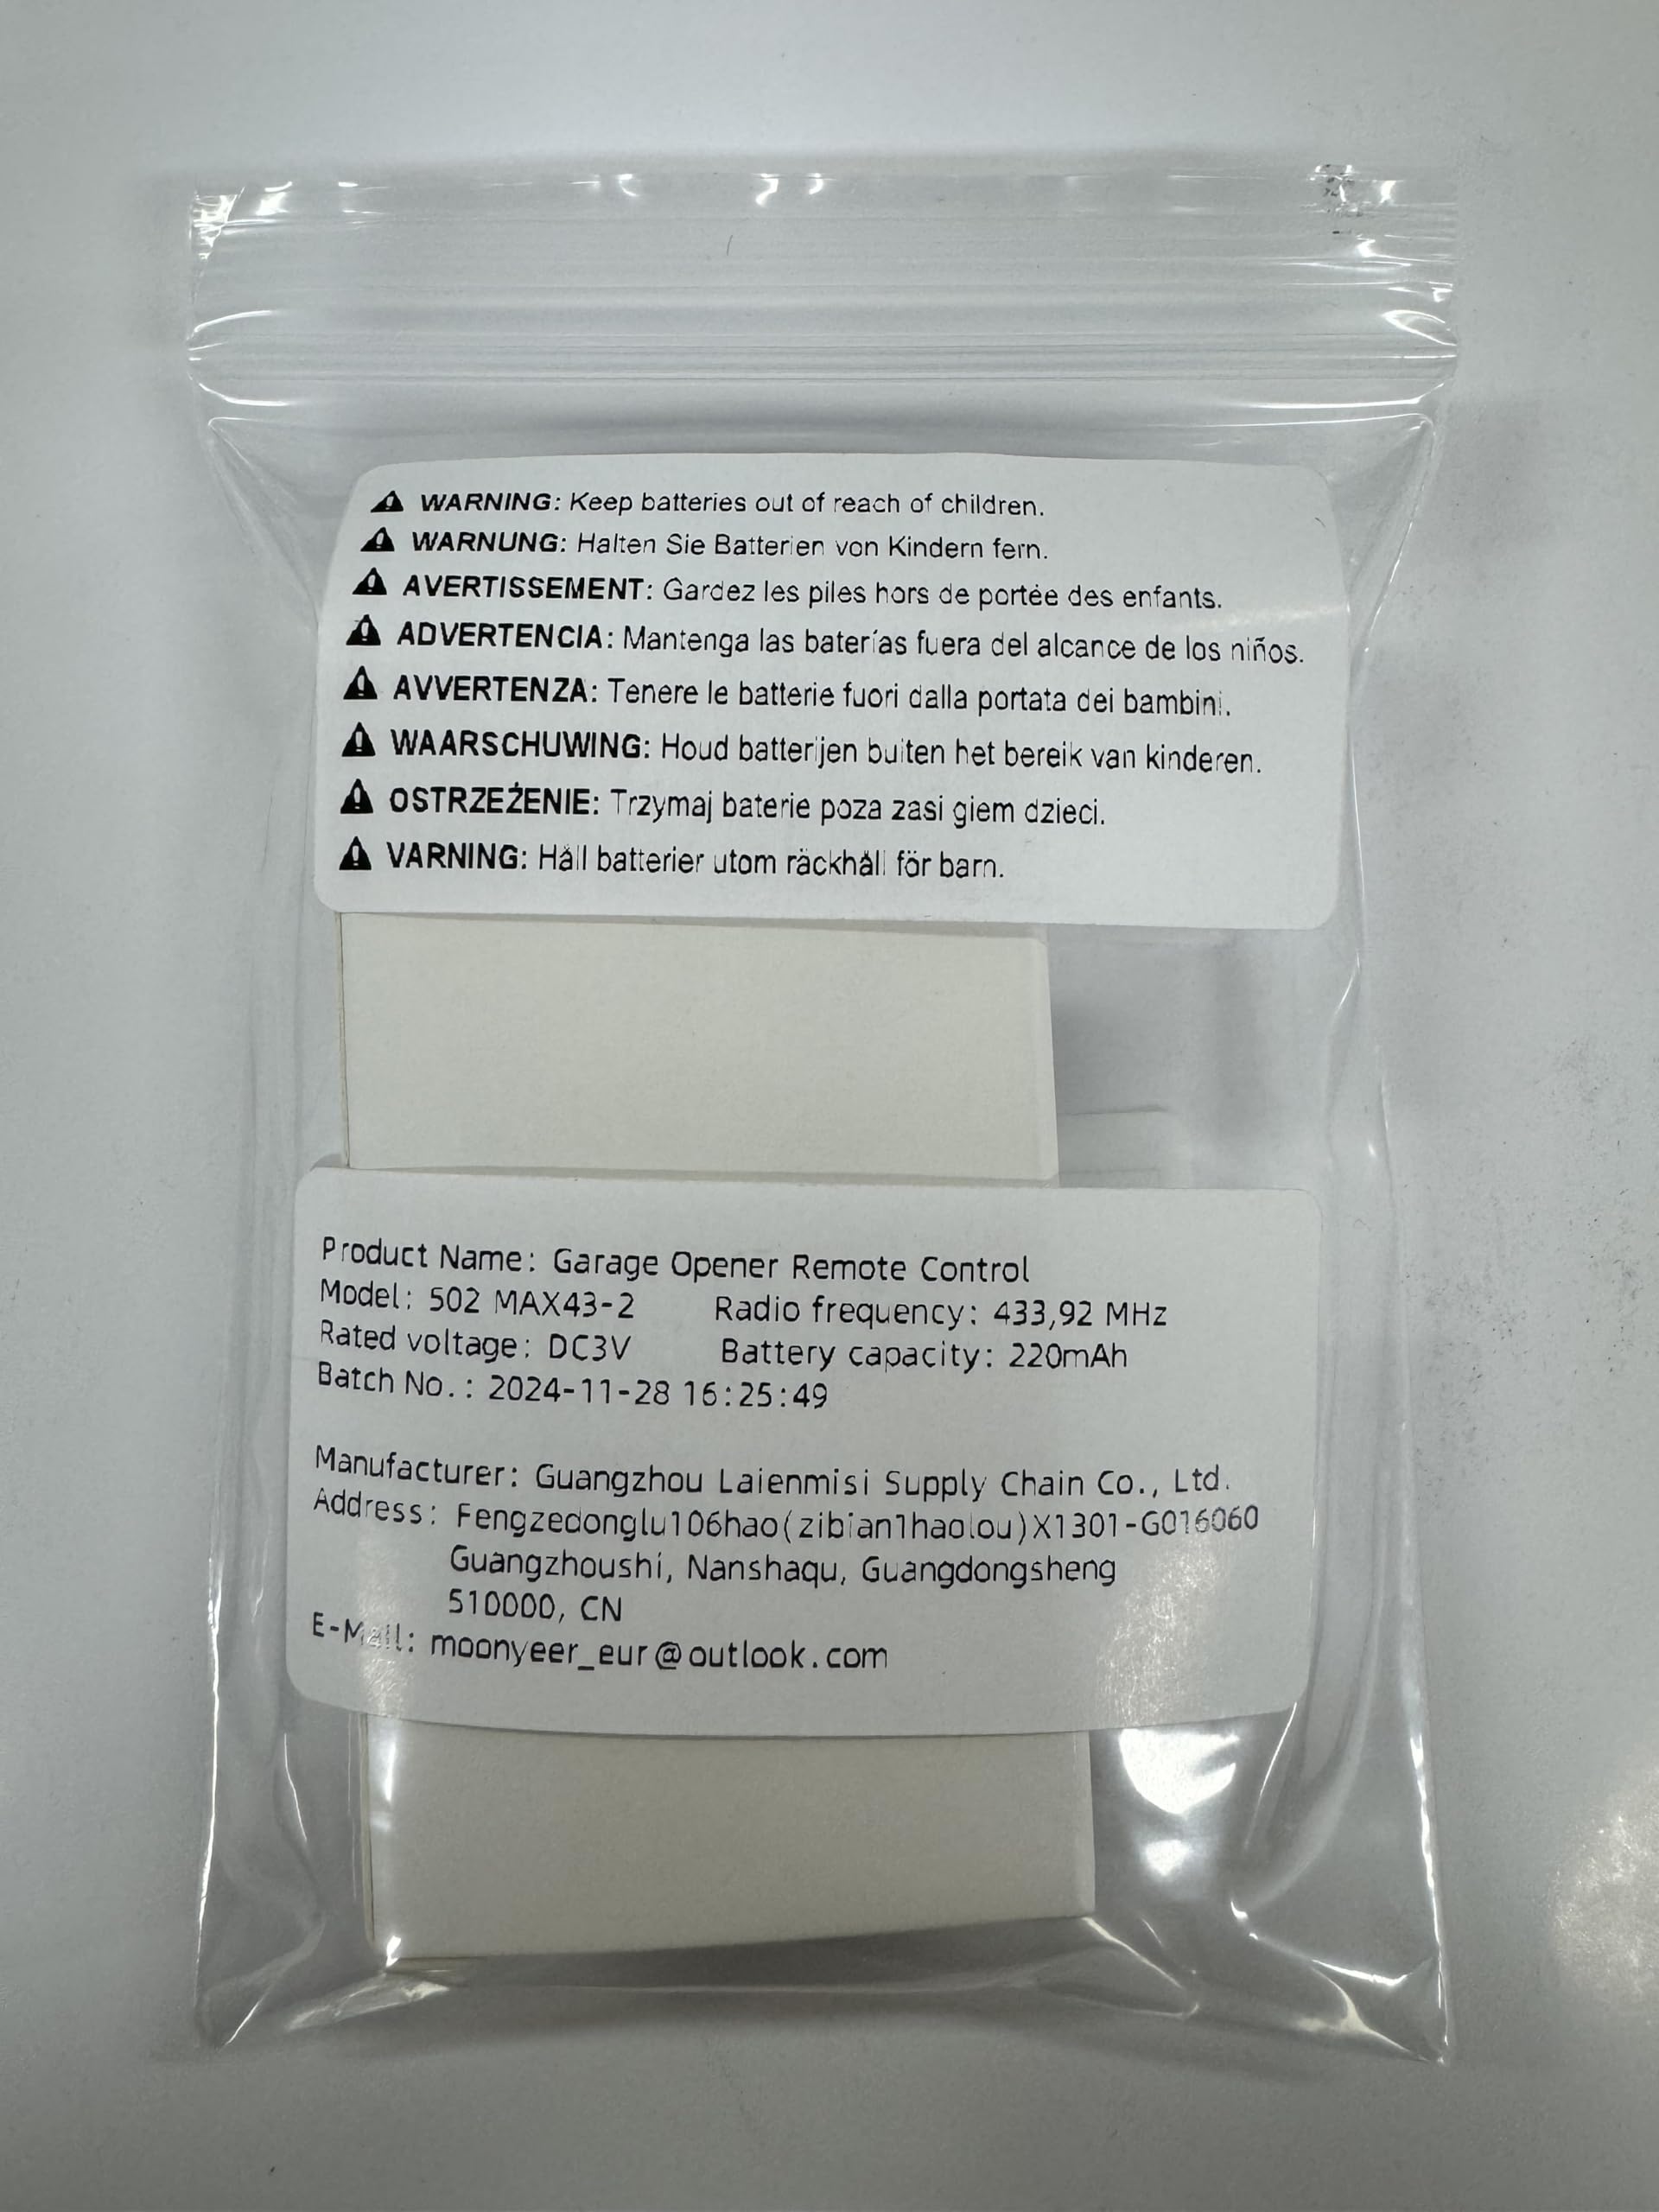 ⚠ WARNING: Keep batteries out of reach of children.
⚠ WARNUNG: Halten Sie Batterien von Kindern fern.
⚠ AVERTISSEMENT: Gardez les piles hors de portée des enfants.
⚠ ADVERTENCIA: Mantenga las baterías fuera del alcance de los niños.
⚠ AVVERTENZA: Tenere le batterie fuori dalla portata dei bambini.
⚠ WAARSCHUWING: Houd batterijen buiten het bereik van kinderen.
⚠ OSTRZEŻENIE: Trzymaj baterie poza zasi giem dzieci.
⚠ VARNING: Håll batterier utom räckhåll för barn.
Product Name: Garage Opener Remote Control
Model: 502 MAX43-2 Radio frequency: 433,92 MHz
Rated voltage: DC3V Battery capacity: 220mAh
Batch No.: 2024-11-28 16:25:49
Manufacturer: Guangzhou Laienmisi Supply Chain Co., Ltd.
Address: Fengzedonglu106hao(zibian1haolou)X1301-G016060
Guangzhoushi, Nanshaqu, Guangdongsheng
510000, CN
E-Mail: moonyeer_eur@outlook.com